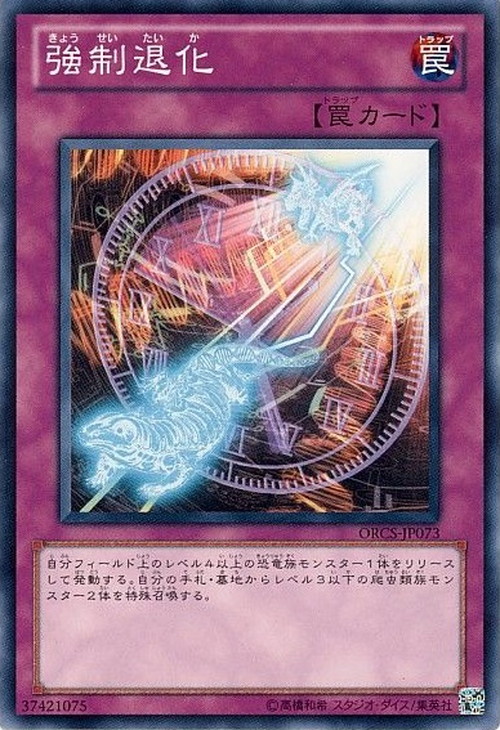 きょう せい たい か
強制退化
トラップ
罠
トラップ
【罠カード】
ORCS-JP073
自分フィールド上のレベル4以上の恐竜族モンスター1体をリリース
して発動する。自分の手札・墓地からレベル3以下の爬虫類族モン
スター2体を特殊召喚する。
37421075
©高橋和希 スタジオ・ダイス/集英社